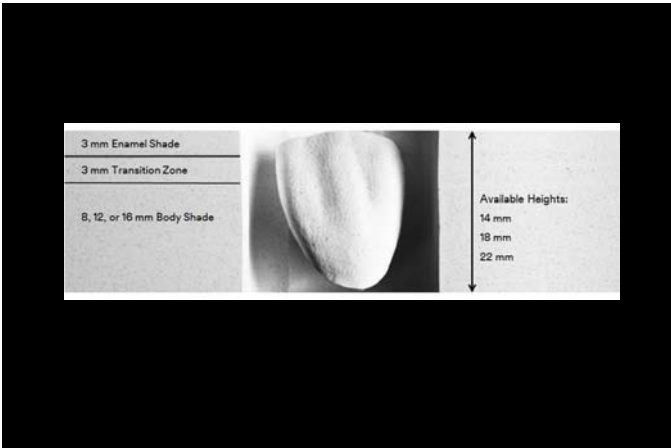 3 mm Enamel Shade
3 mm Transition Zone
8, 12, or 16 mm Body Shade
Available Heights:
14 mm
18 mm
22 mm